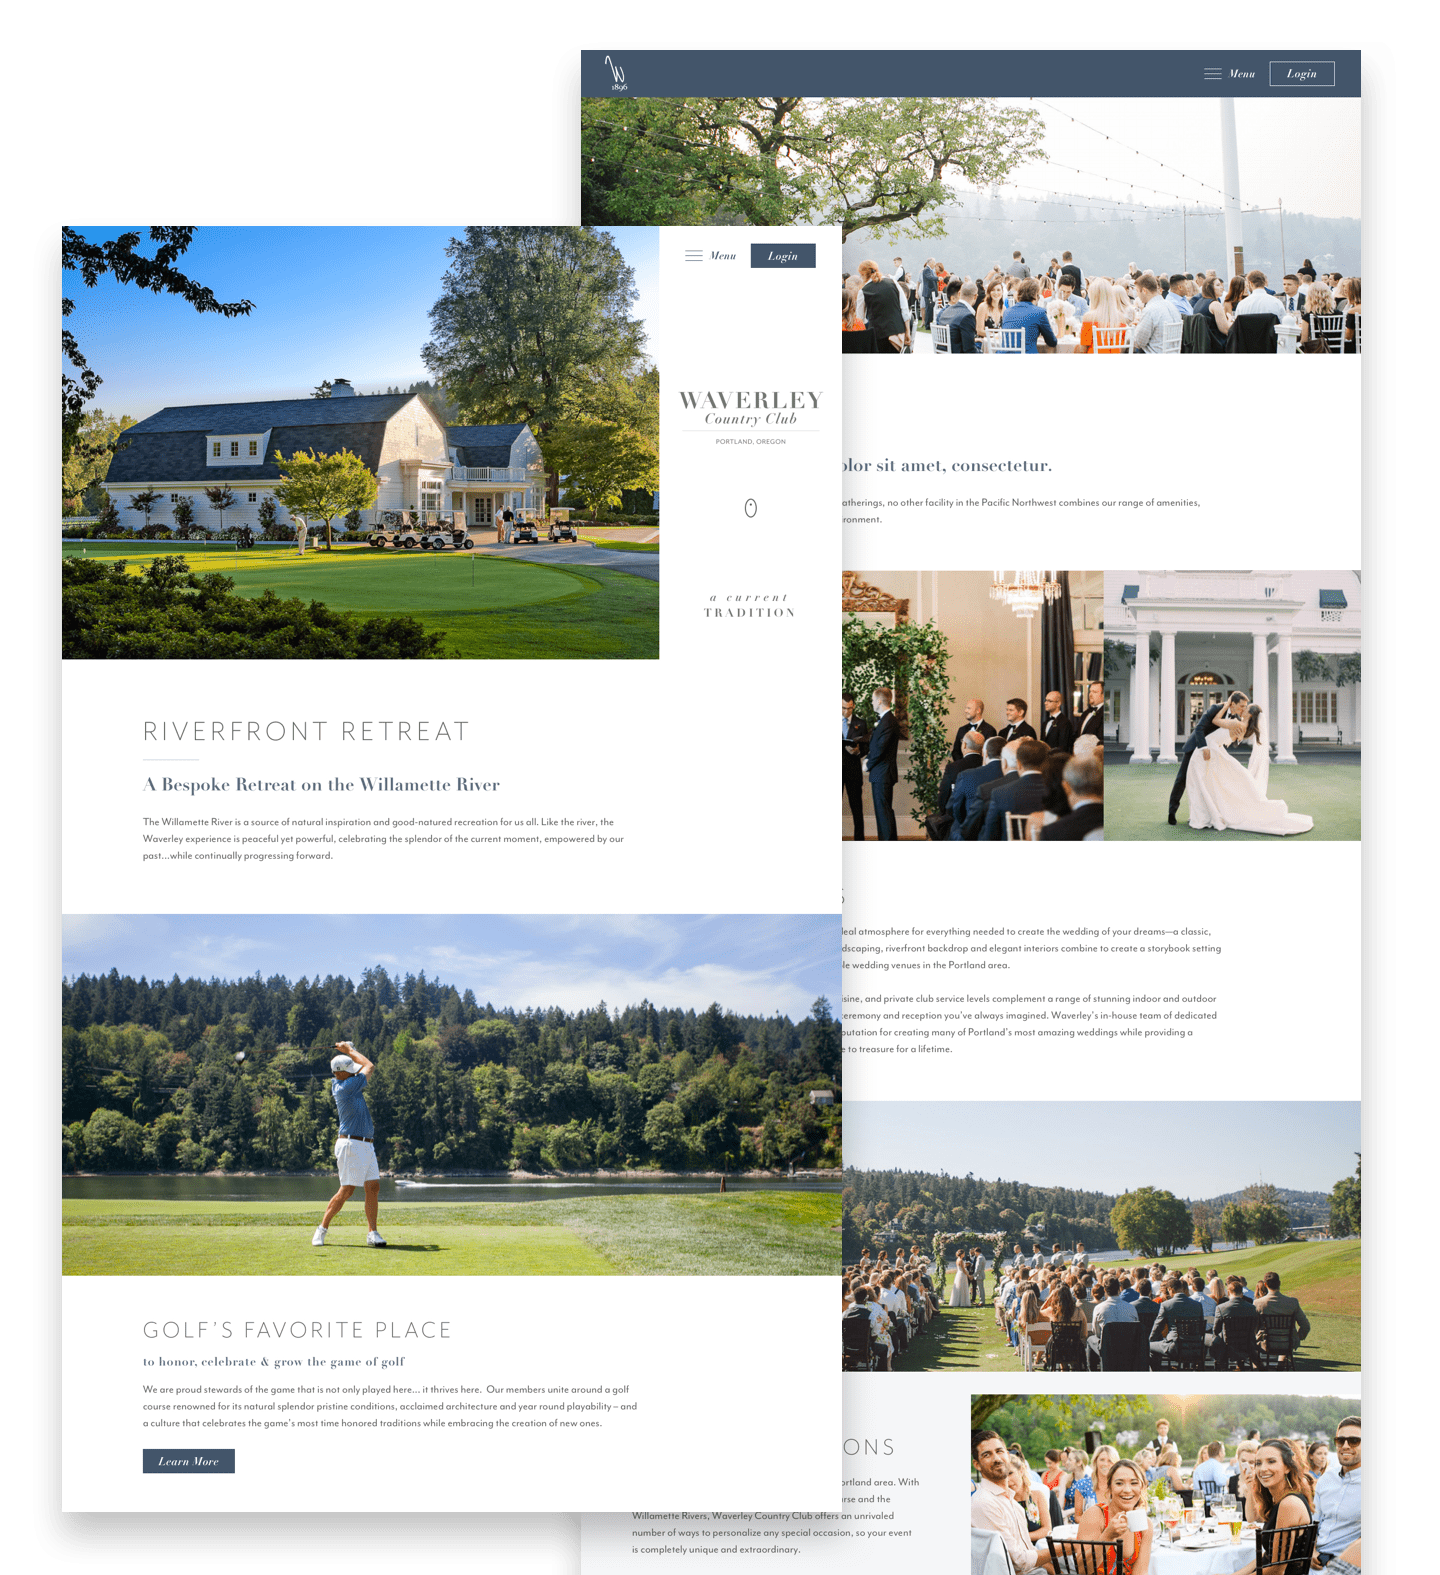 1896
Menu
Login
Menu
Login
WAVERLEY
Country Club
PORTLAND, OREGON
a current
TRADITION
RIVERFRONT RETREAT
A Bespoke Retreat on the Willamette River
The Willamette River is a source of natural inspiration and good-natured recreation for us all. Like the river, the
Waverley experience is peaceful yet powerful, celebrating the splendor of the current moment, empowered by our
past...while continually progressing forward.
GOLF'S FAVORITE PLACE
to honor, celebrate & grow the game of golf
We are proud stewards of the game that is not only played here... it thrives here. Our members unite around a golf
course renowned for its natural splendor pristine conditions, acclaimed architecture and year round playability – and
a culture that celebrates the game's most time honored traditions while embracing the creation of new ones.
Learn More
olor sit amet, consectetur.
atherings, no other facility in the Pacific Northwest combines our range of amenities,
ronment.
deal atmosphere for everything needed to create the wedding of your dreams—a classic,
dscaping, riverfront backdrop and elegant interiors combine to create a storybook setting
le wedding venues in the Portland area.
isine, and private club service levels complement a range of stunning indoor and outdoor
ceremony and reception you've always imagined. Waverley's in-house team of dedicated
putation for creating many of Portland's most amazing weddings while providing a
e to treasure for a lifetime.
ONS
ortland area. With
urse and the
Willamette Rivers, Waverley Country Club offers an unrivaled
number of ways to personalize any special occasion, so your event
is completely unique and extraordinary.